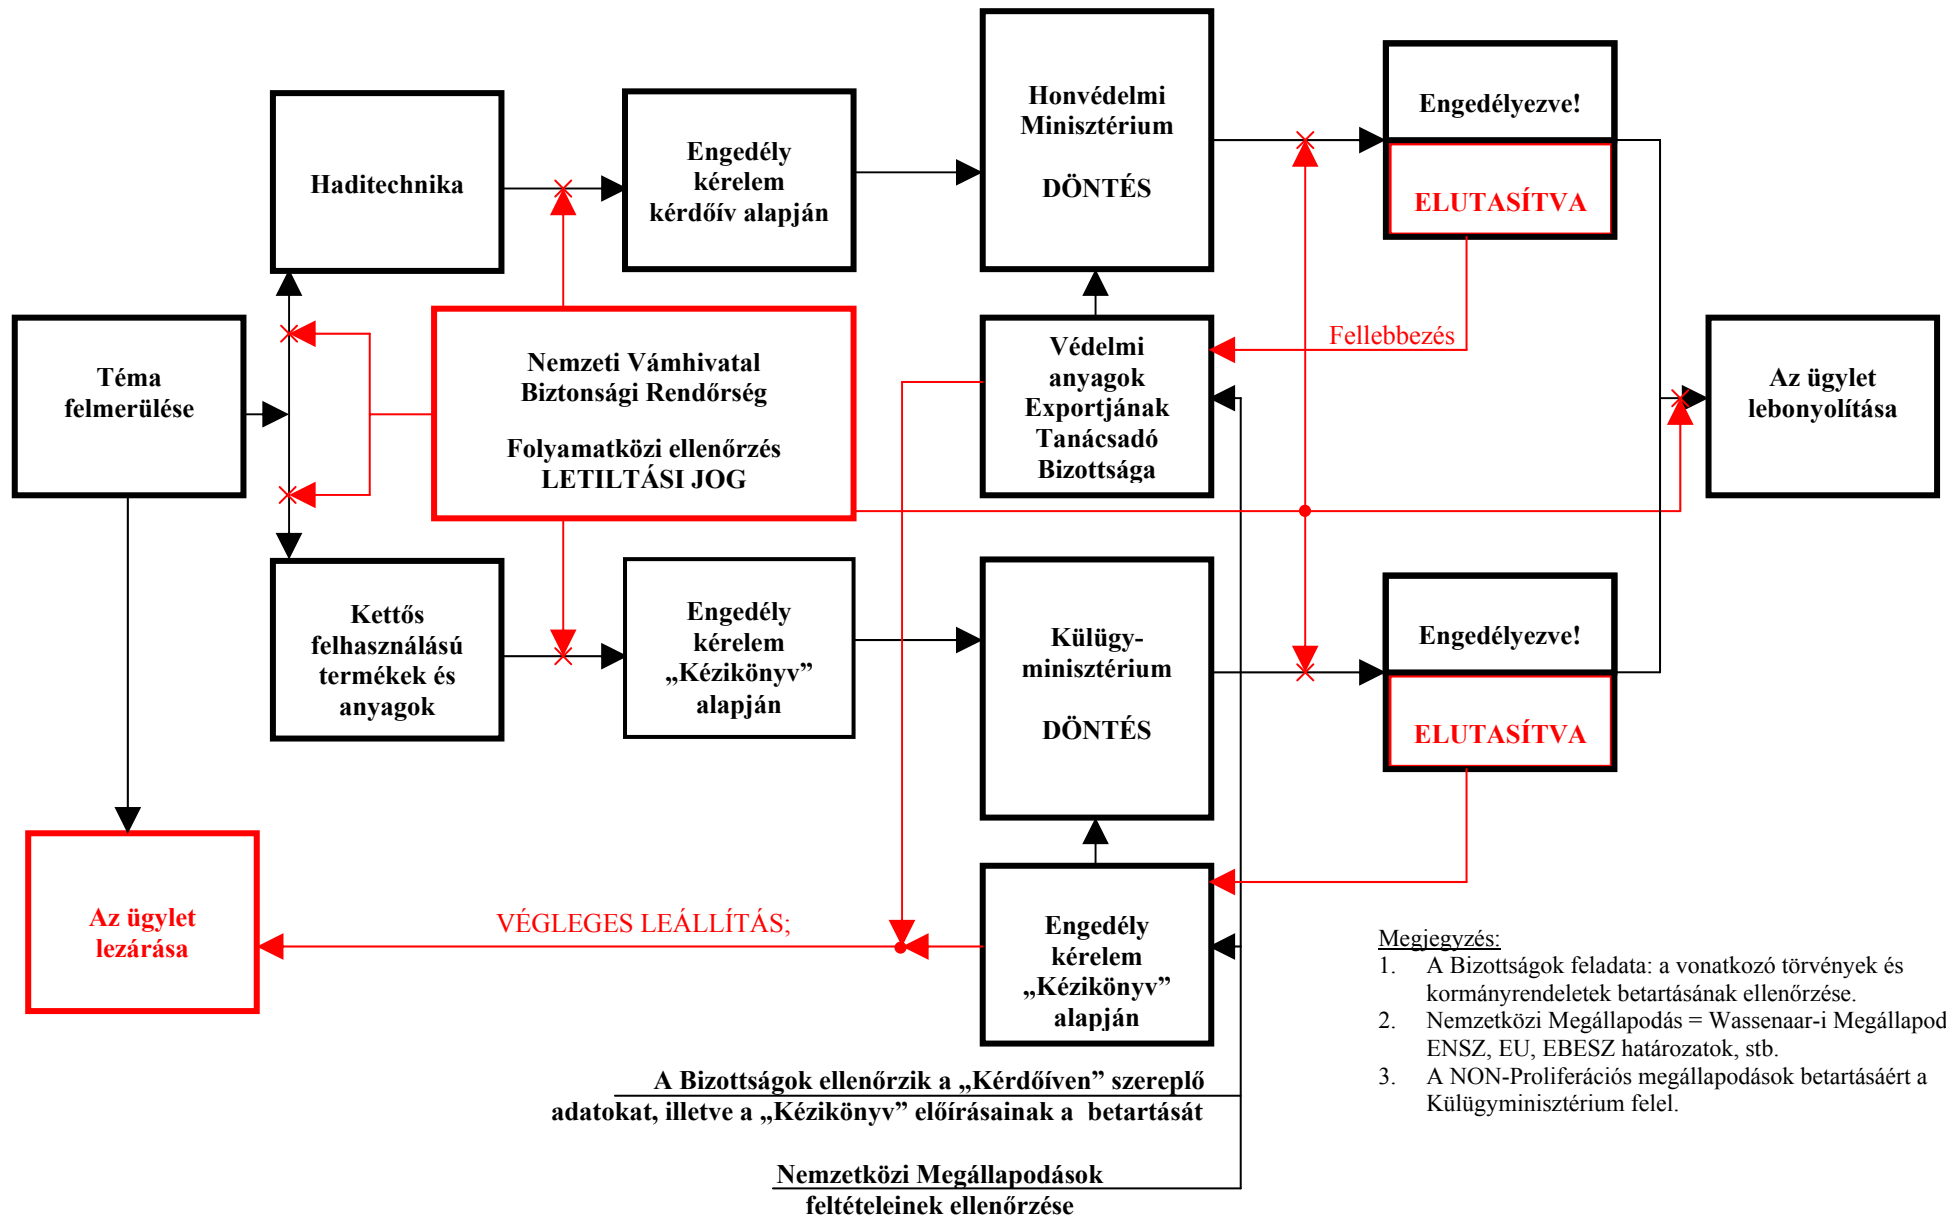 Honvédelmi
Minisztérium
DÖNTÉS
Engedélyezve!
ELUTASÍTVA
Haditechnika
Engedély
kérelem
kérdőív alapján
Fellebbezés
Téma
felmerülése
Nemzeti Vámhivatal
Biztonsági Rendőrség
Folyamatközi ellenőrzés
LETILTÁSI JOG
Védelmi
anyagok
Exportjának
Tanácsadó
Bizottsága
Az ügylet
lebonyolítása
Kettős
felhasználású
termékek és
anyagok
Engedély
kérelem
„Kézikönyv”
alapján
Külügy-
minisztérium
DÖNTÉS
Engedélyezve!
ELUTASÍTVA
Az ügylet
lezárása
VÉGLEGES LEÁLLÍTÁS;
Engedély
kérelem
„Kézikönyv”
alapján
Megjegyzés:
1. A Bizottságok feladata: a vonatkozó törvények és
kormányrendeletek betartásának ellenőrzése.
2. Nemzetközi Megállapodás = Wassenaar-i Megállapod
ENSZ, EU, EBESZ határozatok, stb.
3. A NON-Proliferációs megállapodások betartásáért a
Külügyminisztérium felel.
A Bizottságok ellenőrzik a „Kérdőíven” szereplő
adatokat, illetve a „Kézikönyv” előírásainak a betartását
Nemzetközi Megállapodások
feltételeinek ellenőrzése